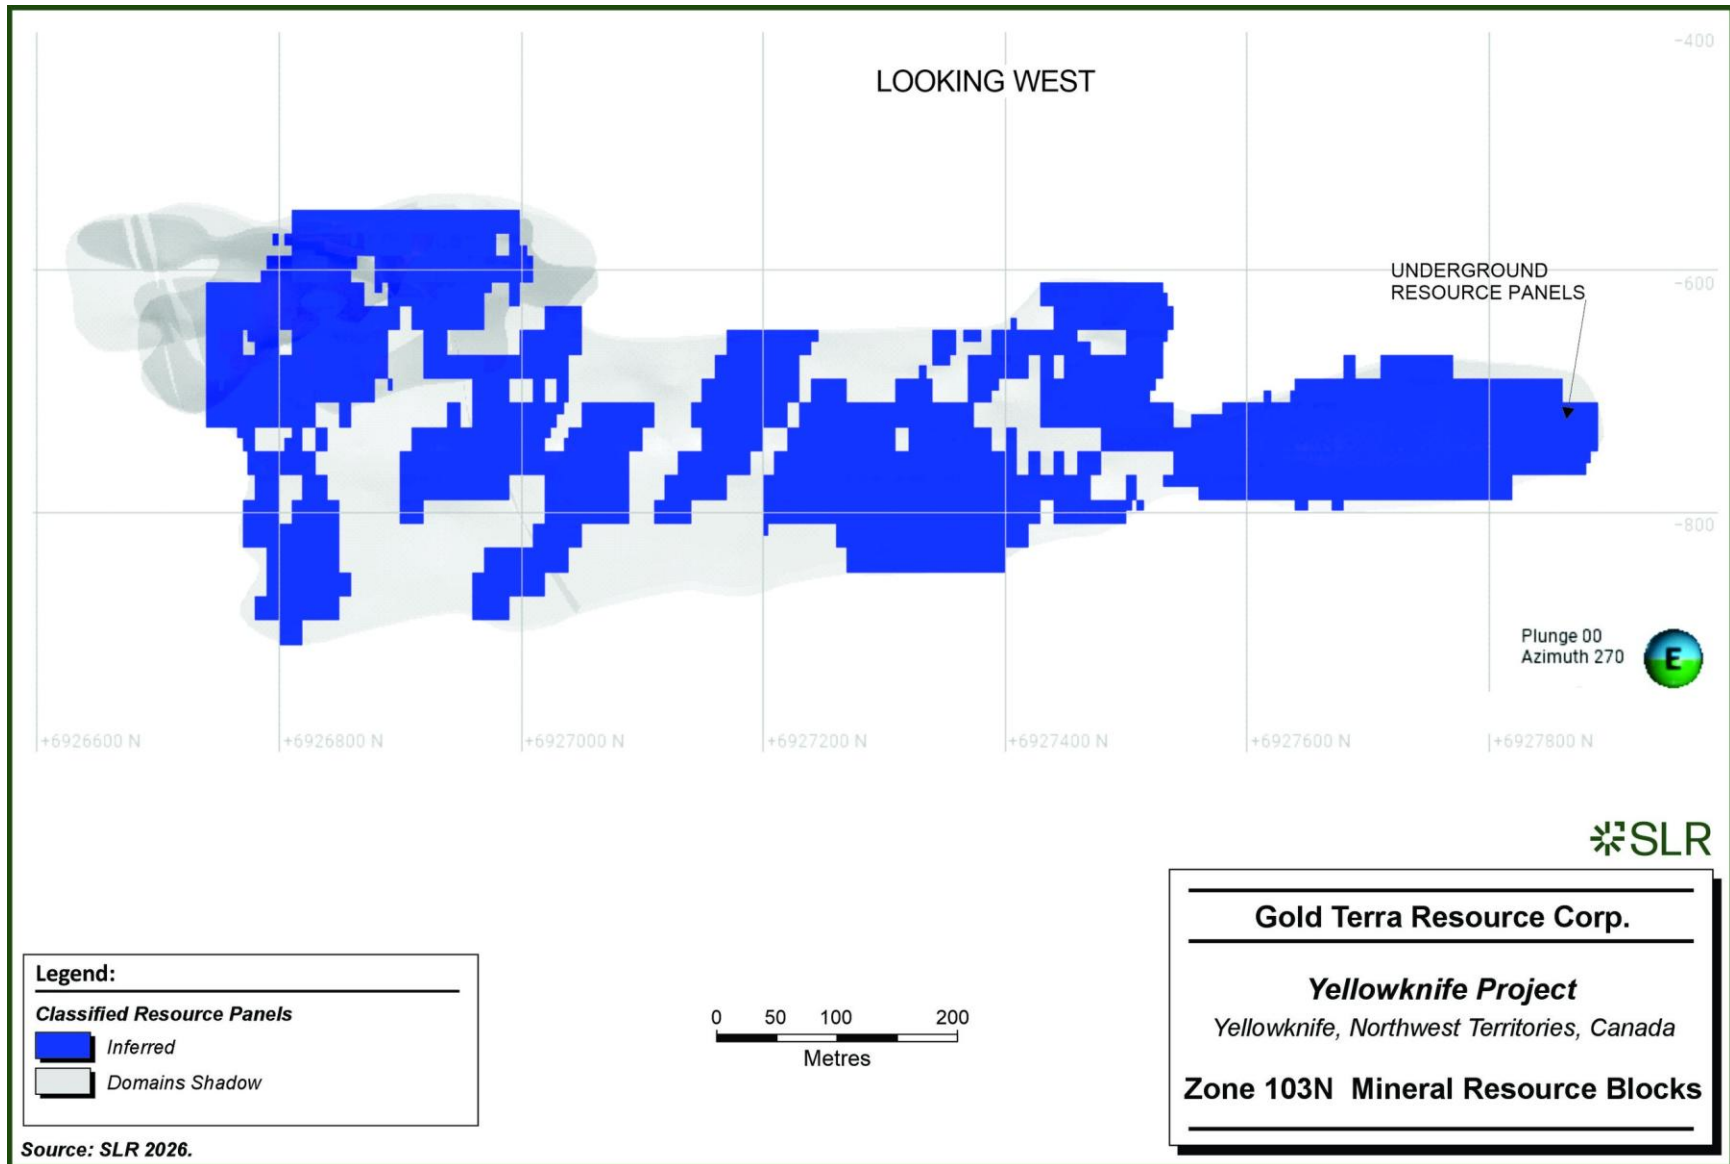 -400
LOOKING WEST
UNDERGROUND
RESOURCE PANELS
-600
-800
Plunge 00
Azimuth 270
E
+6926600 N
+6926800 N
+6927000 N
+6927200 N
+6927400 N
+6927600 N
+6927800 N
SLR
Gold Terra Resource Corp.
Yellowknife Project
Yellowknife, Northwest Territories, Canada
Zone 103N Mineral Resource Blocks
Legend:
Classified Resource Panels
Inferred
Domains Shadow
0 50 100 200
Metres
Source: SLR 2026.